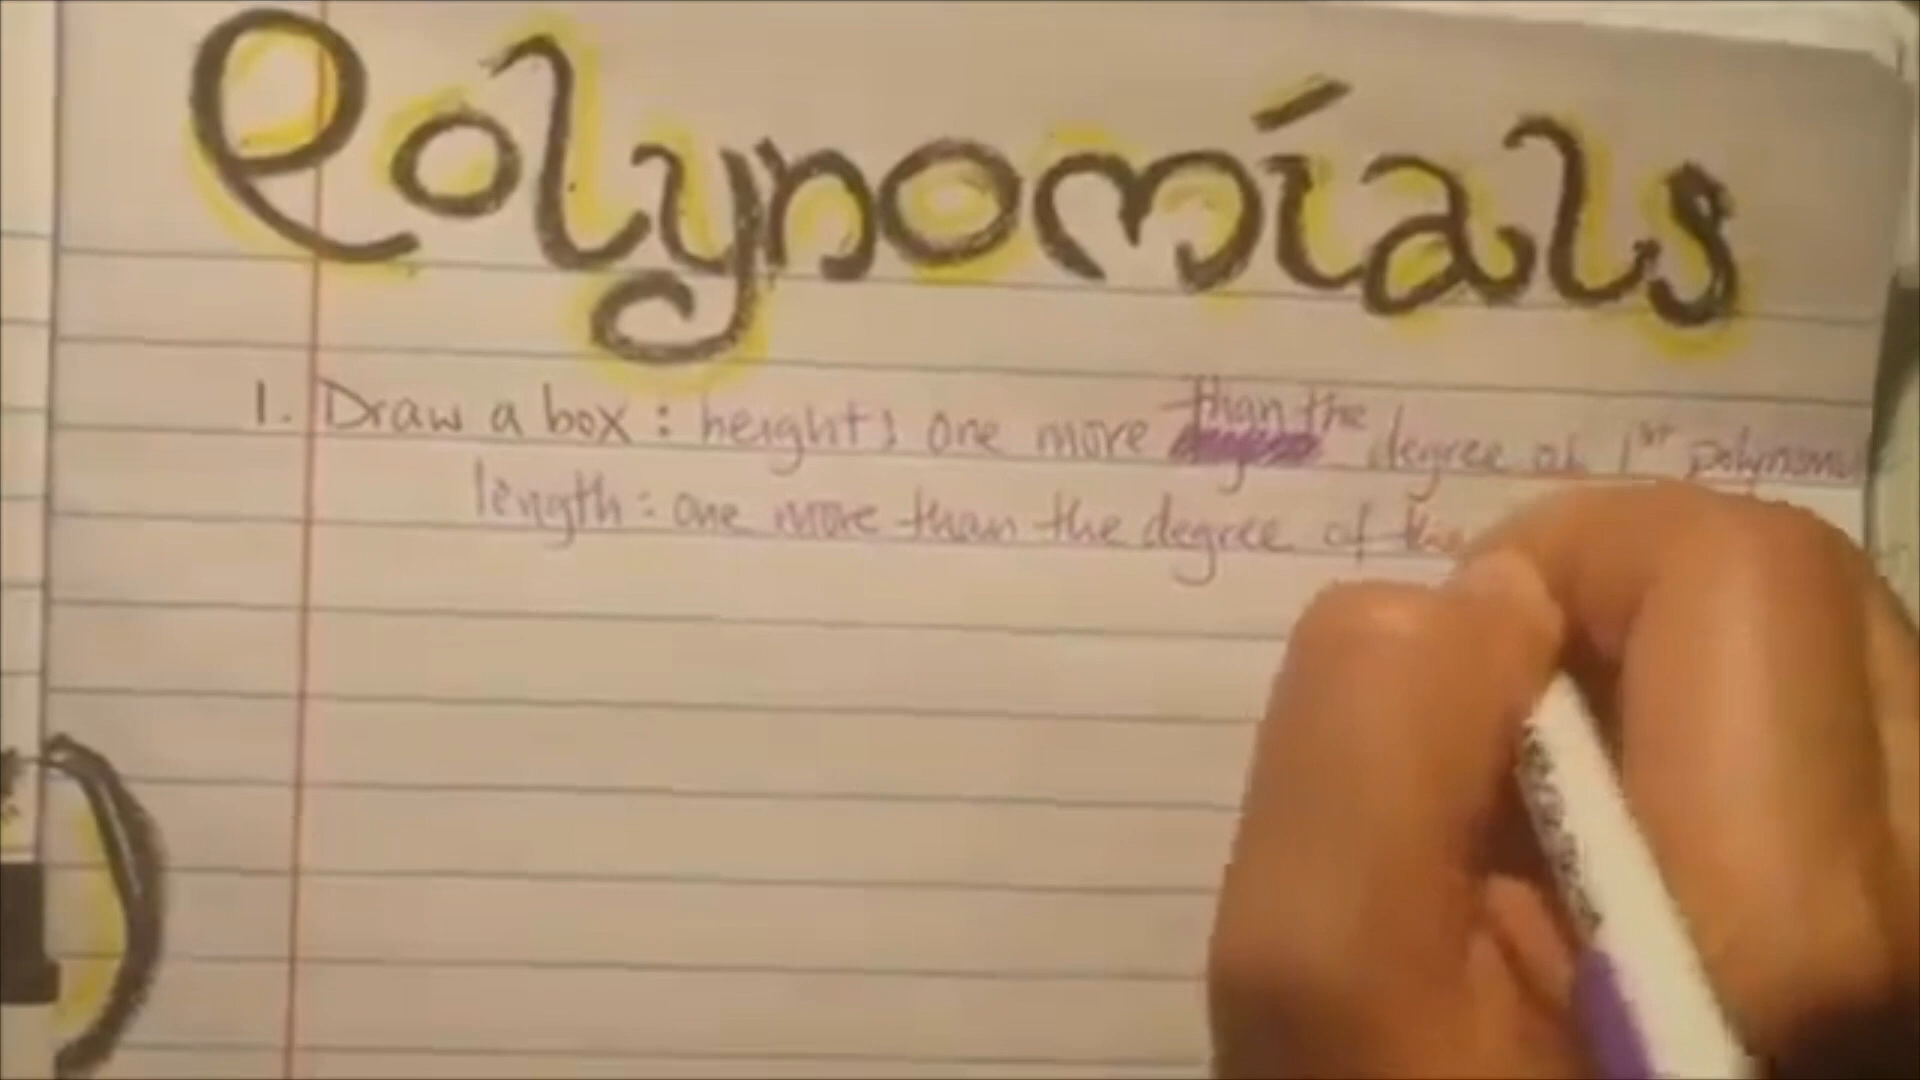 Polynomials
1. Draw a box: height: one more than the degree of 1st
length: one more than the degree of